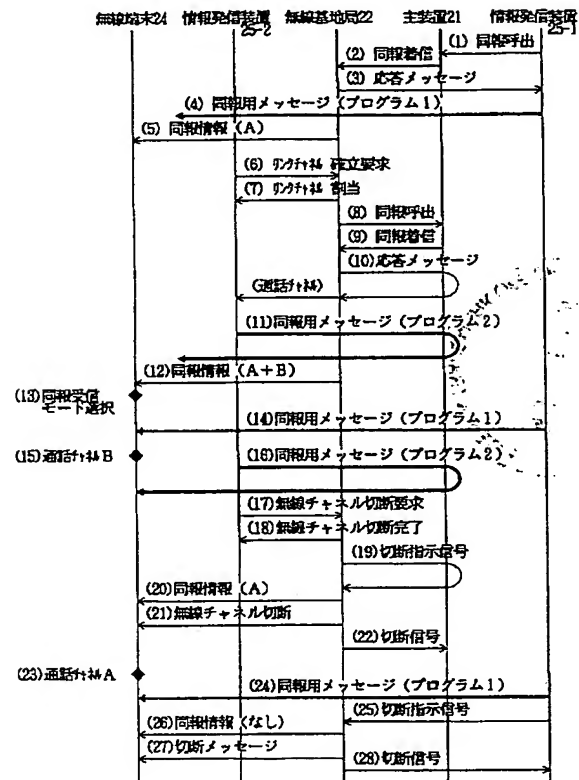 無線端末24 情報発信装置25-2 無線基地局22 主装置21 情報発信装置25-1
(1) 同報呼出
(2) 同報着信
(3) 応答メッセージ
(4) 同報用メッセージ(プログラム1)
(5) 同報情報(A)
(6) リンクチャネル 確立要求
(7) リンクチャネル 割当
(8) 同報呼出
(9) 同報着信
(10)応答メッセージ
(通話チャネル)
(11)同報用メッセージ(プログラム2)
(12)同報情報(A+B)
(13)同報受信
モード選択
(14)同報用メッセージ(プログラム1)
(15)通話チャネルB
(16)同報用メッセージ(プログラム2)
(17)無線チャネル切断要求
(18)無線チャネル切断完了
(19)切断指示信号
(20)同報情報(A)
(21)無線チャネル切断
(22)切断信号
(23)通話チャネルA
(24)同報用メッセージ(プログラム1)
(25)切断指示信号
(26)同報情報(なし)
(27)切断メッセージ
(28)切断信号